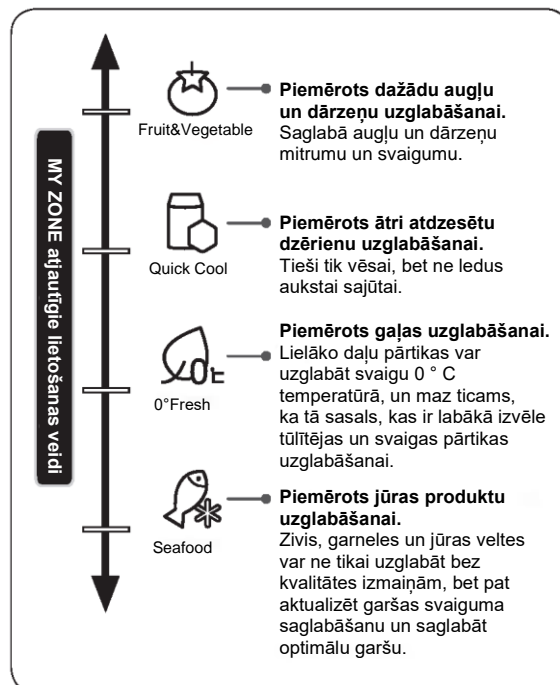 MY ZONE atjautīgie lietošanas veidi
Fruit&Vegetable
Piemērots dažādu augļu
un dārzeņu uzglabāšanai.
Saglabā augļu un dārzeņu
mitrumu un svaigumu.
Quick Cool
Piemērots ātri atdzesētu
dzērienu uzglabāšanai.
Tieši tik vēsai, bet ne ledus
aukstai sajūtai.
0°Fresh
Piemērots gaļas uzglabāšanai.
Lielāko daļu pārtikas var
uzglabāt svaigu 0 ° C
temperatūrā, un maz ticams,
ka tā sasals, kas ir labākā izvēle
tūlītējas un svaigas pārtikas
uzglabāšanai.
Seafood
Piemērots jūras produktu
uzglabāšanai.
Zivis, garneles un jūras veltes
var ne tikai uzglabāt bez
kvalitātes izmaiņām, bet pat
aktualizēt garšas svaiguma
saglabāšanu un saglabāt
optimālu garšu.